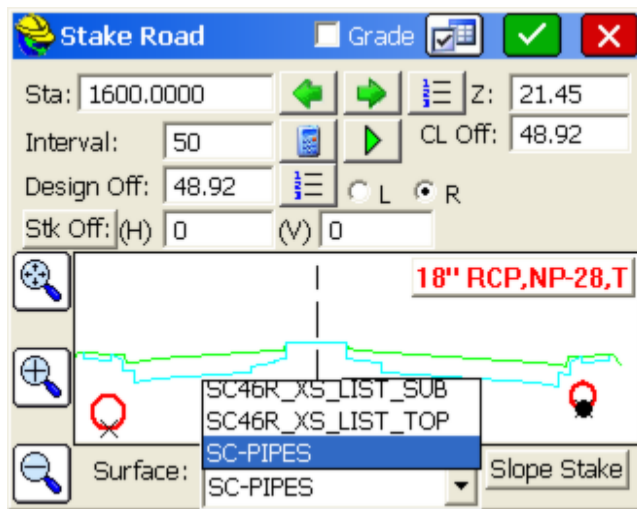 Stake Road Grade
Sta: 1600.0000 Z: 21.45
Interval: 50 CL Off: 48.92
Design Off: 48.92 L R
Stk Off: (H) 0 (V) 0
18" RCP,NP-28,T
SC46R_XS_LIST_SUB
SC46R_XS_LIST_TOP
SC-PIPES
Surface: SC-PIPES Slope Stake